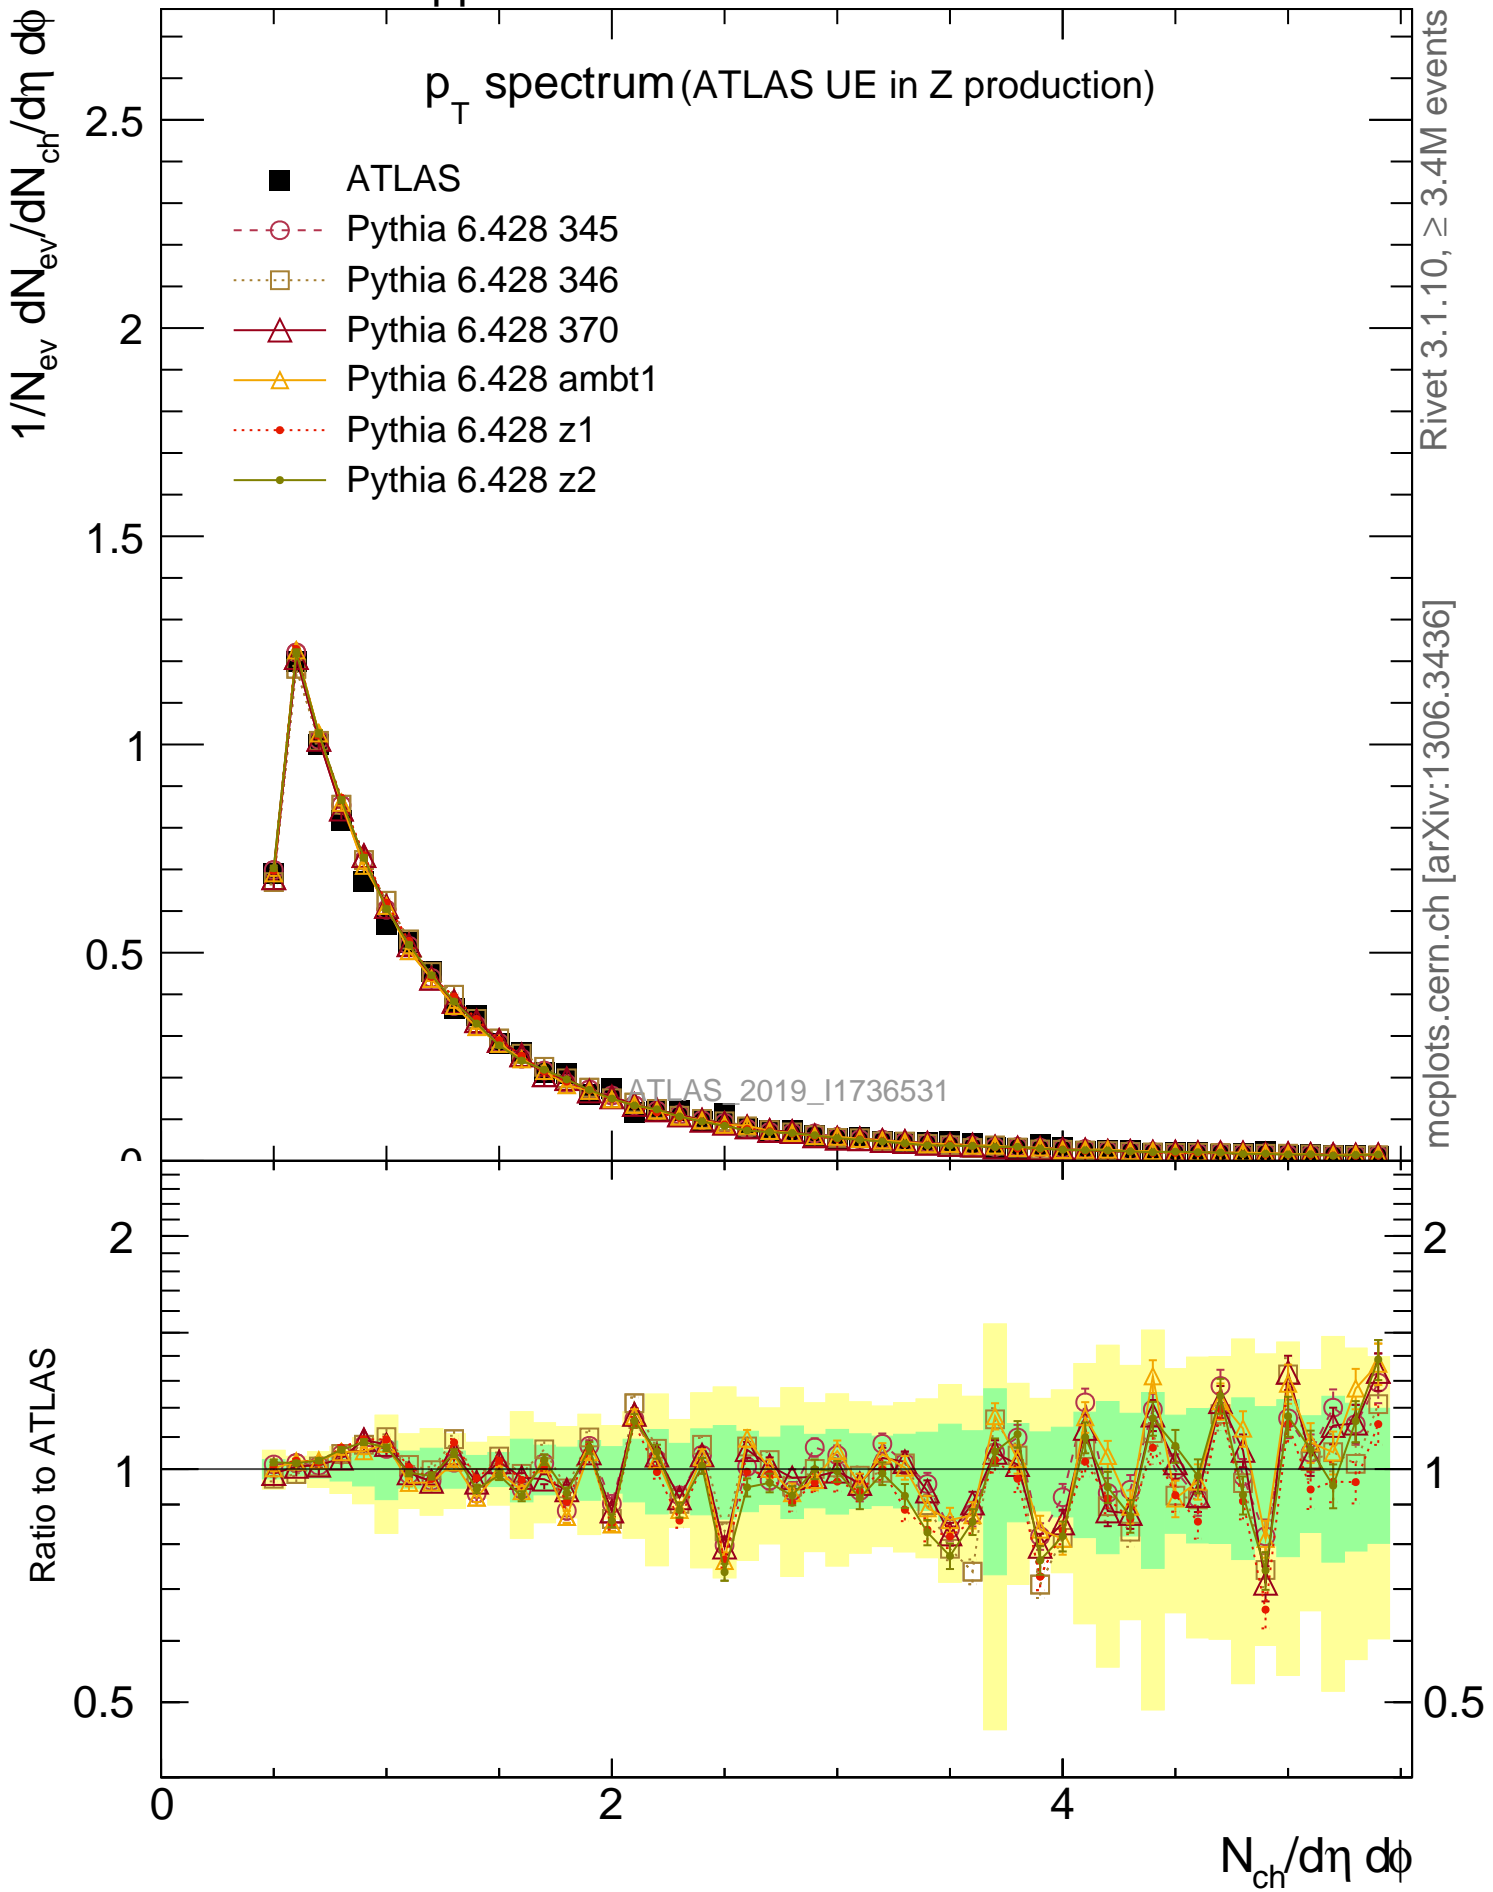 1/N_ev dN_ev/dN_ch/dη dϕ
p_T spectrum (ATLAS UE in Z production)
ATLAS
Pythia 6.428 345
Pythia 6.428 346
Pythia 6.428 370
Pythia 6.428 ambt1
Pythia 6.428 z1
Pythia 6.428 z2
2.5
2
1.5
1
0.5
0
ATLAS_2019_I1736531
Rivet 3.1.10, ≥ 3.4M events
mcplots.cern.ch [arXiv:1306.3436]
Ratio to ATLAS
2
1
0.5
2
1
0.5
0
2
4
N_ch/dη dϕ